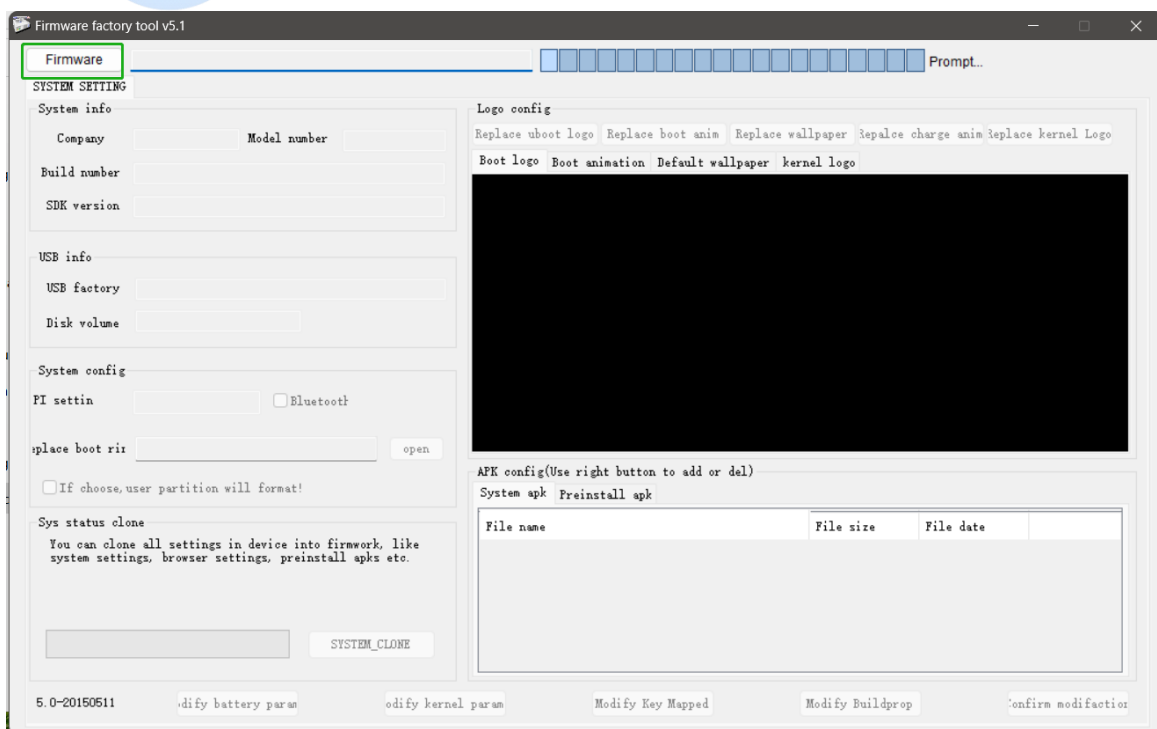 Firmware factory tool v5.1
Firmware
Prompt...
SYSTEM SETTING
System info
Company
Model number
Build number
SDK version
USB info
USB factory
Disk volume
System config
PI settin
Bluetooth
place boot rin
open
If choose,user partition will format!
Sys status clone
You can clone all settings in device into firmwork, like
system settings, browser settings, preinstall apks etc.
SYSTEM_CLONE
Logo config
Replace uboot logo Replace boot anim Replace wallpaper Repalce charge anim Replace kernel Logo
Boot logo Boot animation Default wallpaper kernel logo
APK config(Use right button to add or del)
System apk Preinstall apk
File name File size File date
5.0-20150511
dify battery param
odify kernel param
Modify Key Mapped
Modify Buildprop
Confirm modifaction